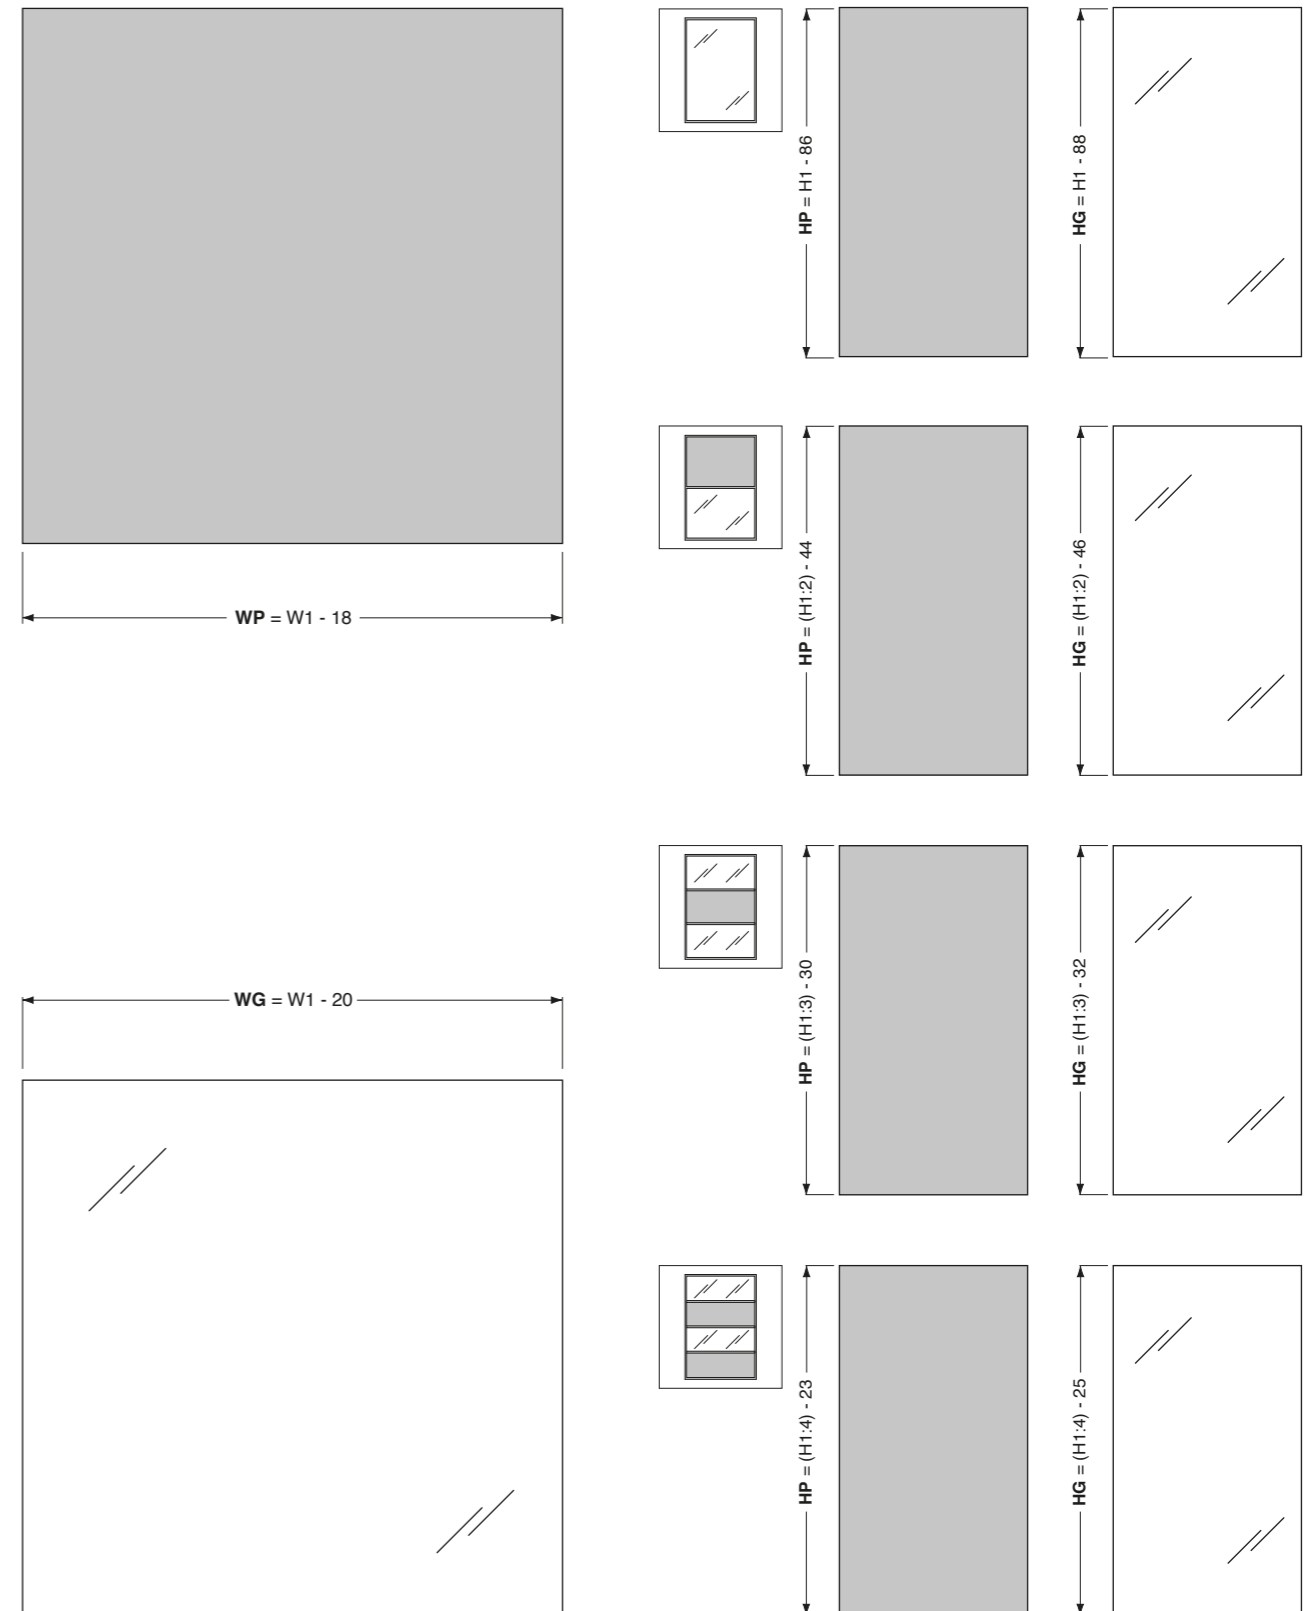 HP = H1 - 86
HG = H1 - 88
HP = (H1:2) - 44
HG = (H1:2) - 46
WP = W1 - 18
HP = (H1:3) - 30
HG = (H1:3) - 32
WG = W1 - 20
HP = (H1:4) - 23
HG = (H1:4) - 25